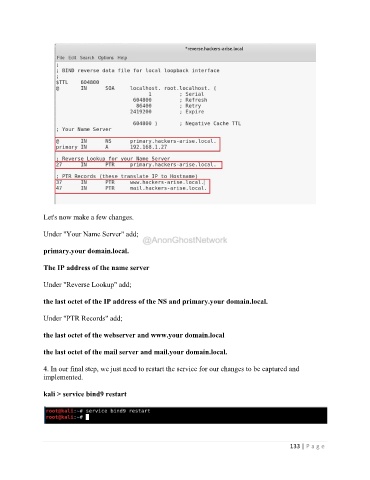 *reverse.hackers-arise.local
File Edit Search Options Help
;
; BIND reverse data file for local loopback interface
;
$TTL 604800
@ IN SOA localhost. root.localhost. (
1 ; Serial
604800 ; Refresh
86400 ; Retry
2419200 ; Expire
604800 ) ; Negative Cache TTL
; Your Name Server
@ IN NS primary.hackers-arise.local.
primary IN A 192.168.1.27
; Reverse Lookup for your Name Server
27 IN PTR primary.hackers-arise.local.
; PTR Records (these translate IP to Hostname)
37 IN PTR www.hackers-arise.local.
47 IN PTR mail.hackers-arise.local.
Let's now make a few changes.
Under "Your Name Server" add;
@AnonGhostNetwork
primary.your domain.local.
The IP address of the name server
Under "Reverse Lookup" add;
the last octet of the IP address of the NS and primary.your domain.local.
Under "PTR Records" add;
the last octet of the webserver and www.your domain.local
the last octet of the mail server and mail.your domain.local.
4. In our final step, we just need to restart the service for our changes to be captured and
implemented.
kali > service bind9 restart
root@kali:~# service bind9 restart
root@kali:~#
133 | Page